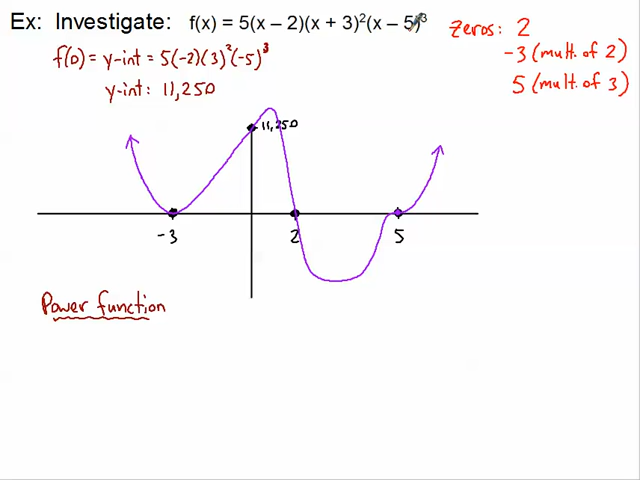 Ex: Investigate: f(x) = 5(x – 2)(x + 3)²(x – 5)³
zeros: 2
-3 (mult. of 2)
5 (mult. of 3)
f(0) = y-int = 5(-2)(3)²(-5)³
y-int: 11,250
11,250
-3 2 5
Power function